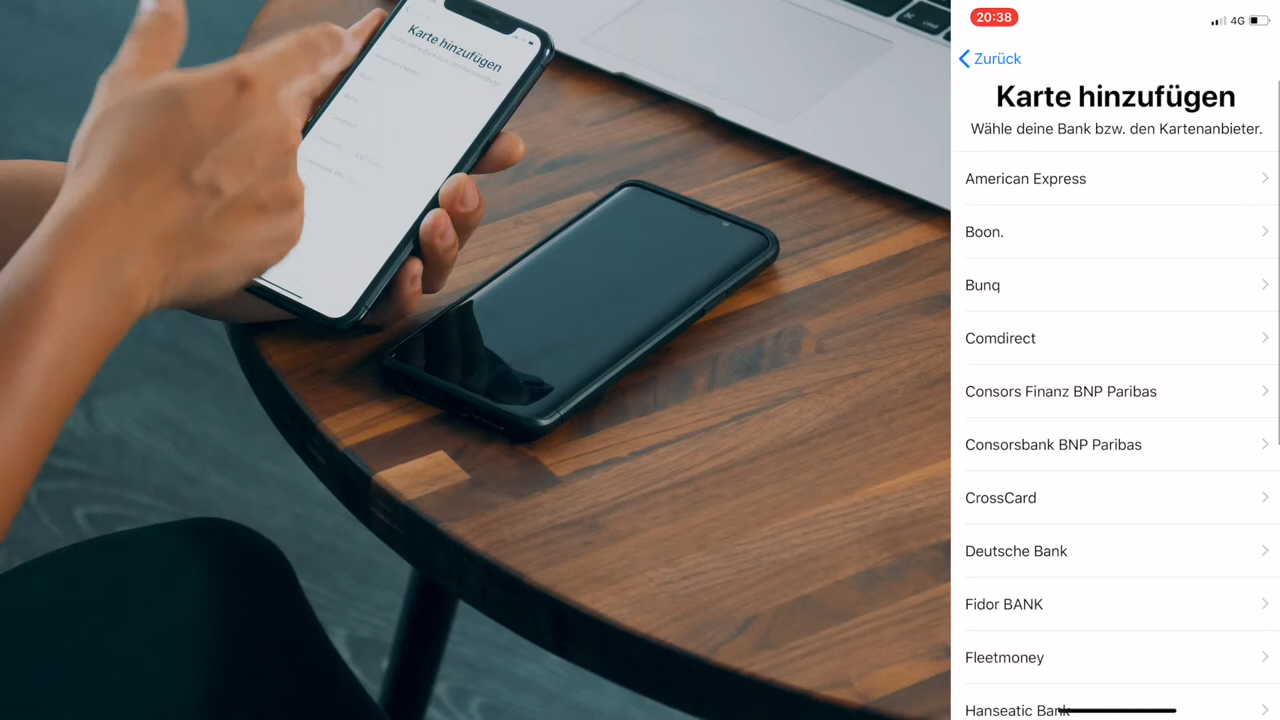 Karte hinzufügen
cmd
20:38
4G
Zurück
Karte hinzufügen
Wähle deine Bank bzw. den Kartenanbieter.
American Express
Boon.
Bunq
Comdirect
Consors Finanz BNP Paribas
Consorsbank BNP Paribas
CrossCard
Deutsche Bank
Fidor BANK
Fleetmoney
Hanseatic Bank